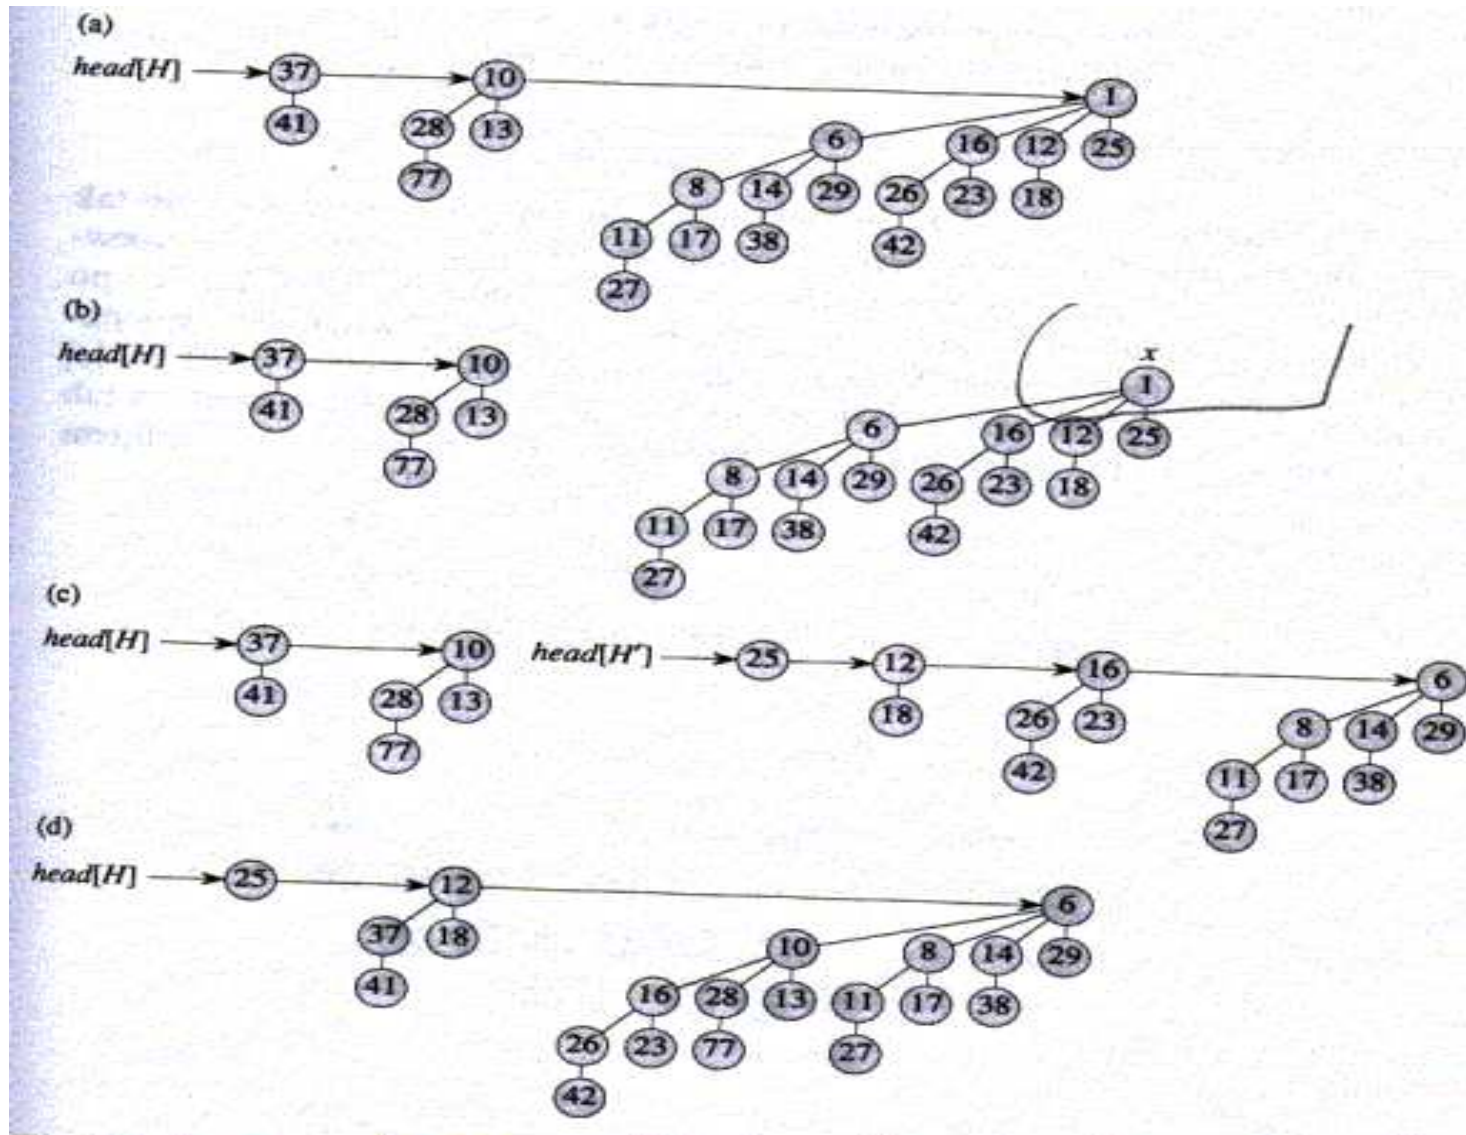 (a)
head[H] 37 10 1
41 28 13 6 16 12 25
77 8 14 29 26 23 18
11 17 38 42
27
(b)
x
head[H] 37 10 1
41 28 13 6 16 12 25
77 8 14 29 26 23 18
11 17 38 42
27
(c)
head[H] 37 10 head[H'] 25 12 16 6
41 28 13 18 26 23 8 14 29
77 42 11 17 38
27
(d)
head[H] 25 12 6
37 18 10 8 14 29
41 16 28 13 11 17 38
26 23 77 27
42